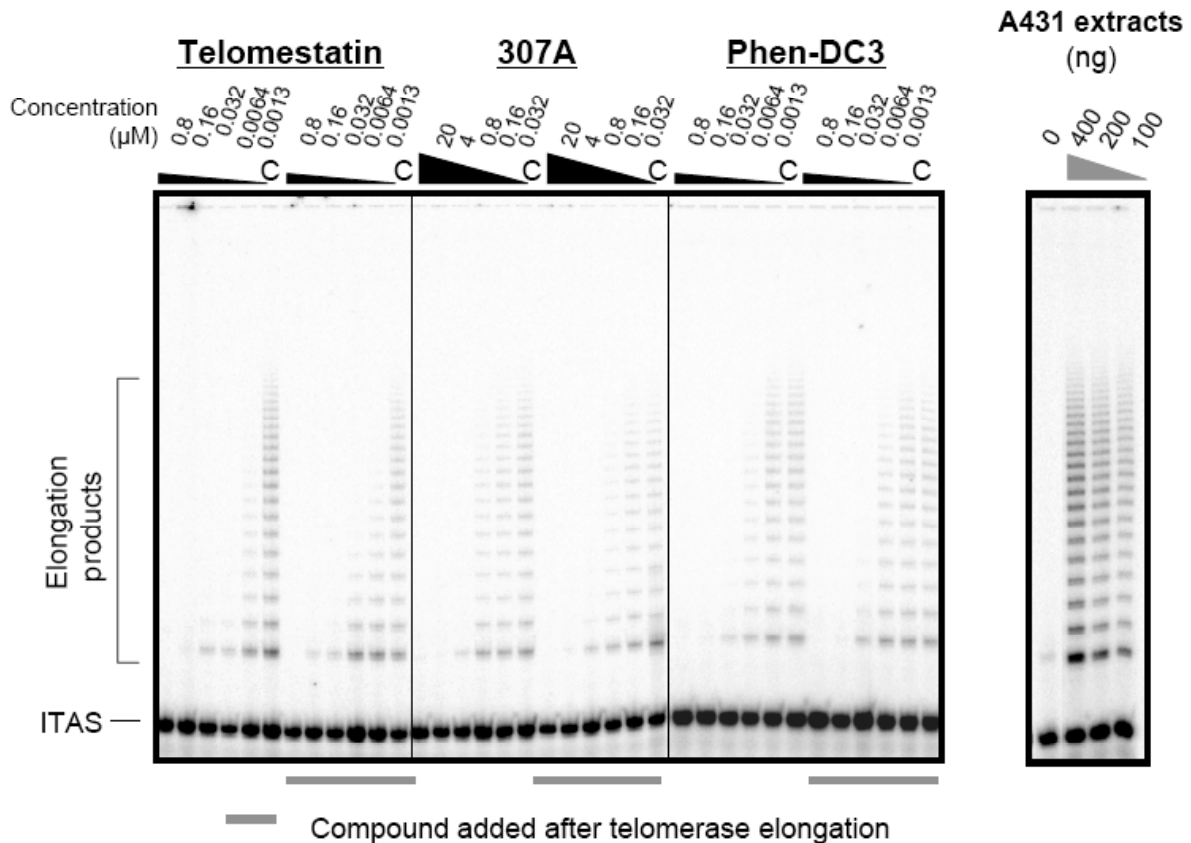 Telomestatin 307A Phen-DC3 A431 extracts
(ng)
Concentration
(µM)
0.8 0.16 0.032 0.0064 0.0013 C 0.8 0.16 0.032 0.0064 0.0013 C 20 4 0.8 0.16 0.032 C 20 4 0.8 0.16 0.032 C 0.8 0.16 0.032 0.0064 0.0013 C 0.8 0.16 0.032 0.0064 0.0013 C 0 400 200 100
Elongation
products
ITAS
Compound added after telomerase elongation